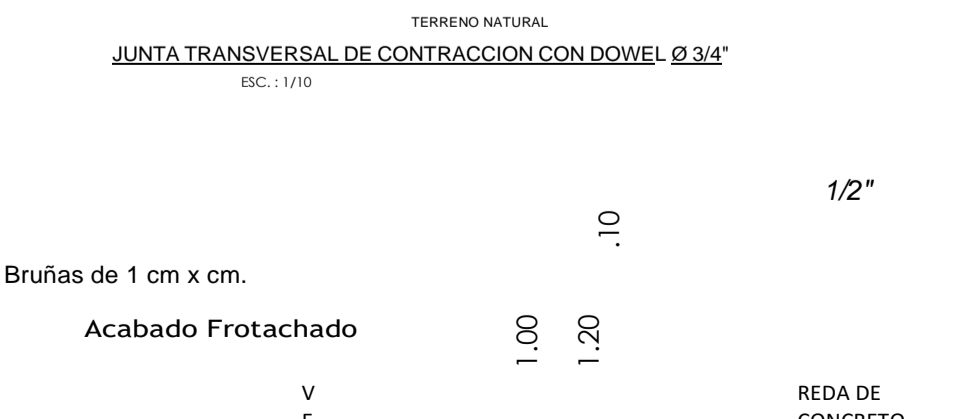 TERRENO NATURAL
JUNTA TRANSVERSAL DE CONTRACCION CON DOWEL Ø 3/4"
ESC. : 1/10
1/2"
.10
Bruñas de 1 cm x cm.
Acabado Frotachado
1.00
1.20
V
REDA DE
CONCRETO